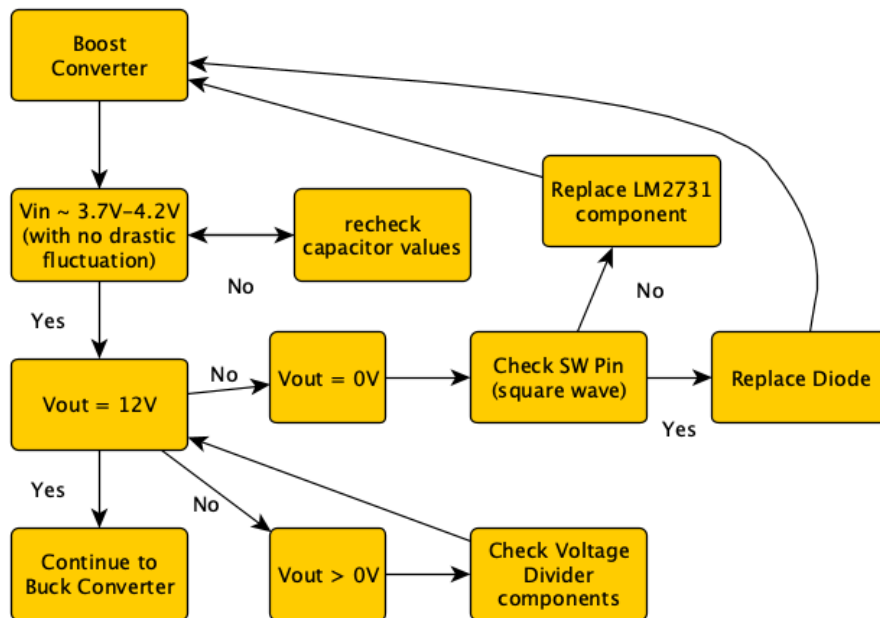 Boost
Converter
Replace LM2731
component
Vin ~ 3.7V–4.2V
(with no drastic
fluctuation)
recheck
capacitor values
No
No
Yes
Vout = 12V
No
Vout = 0V
Check SW Pin
(square wave)
Replace Diode
Yes
Yes
No
Continue to
Buck Converter
Vout > 0V
Check Voltage
Divider
components